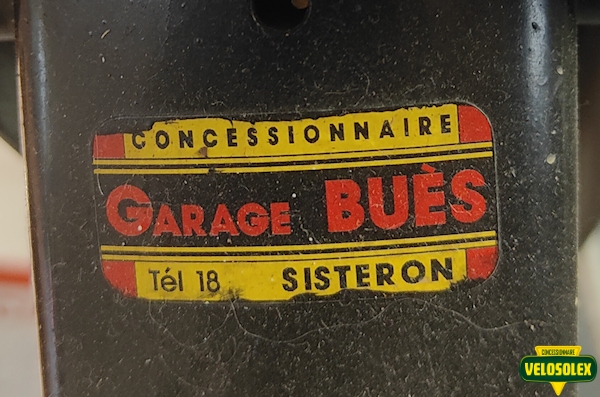 CONCESSIONNAIRE
GARAGE BUÈS
Tél 18 SISTERON
CONCESSIONNAIRE
VELOSOLEX